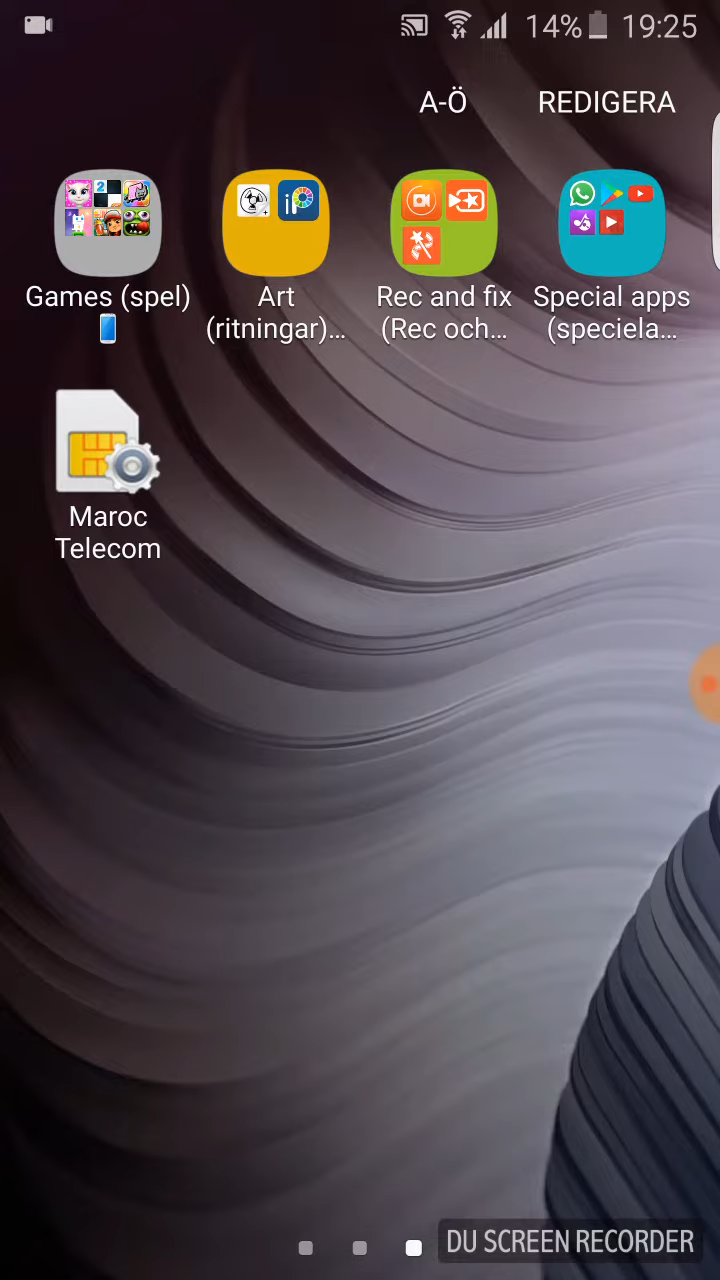 14% 19:25
A-Ö REDIGERA
Games (spel)
Art
(ritningar)...
Rec and fix
(Rec och...
Special apps
(speciela...
Maroc
Telecom
DU SCREEN RECORDER